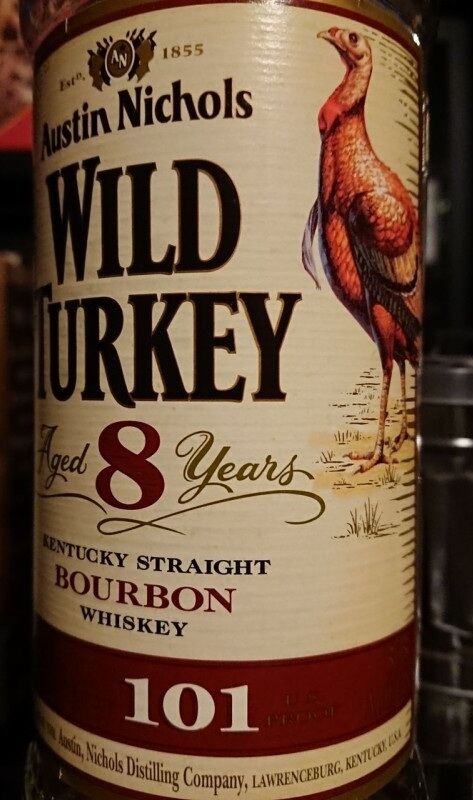 Estd. AN 1855
Austin Nichols
WILD
TURKEY
Aged 8 Years
KENTUCKY STRAIGHT
BOURBON
WHISKEY
101 U.S. PROOF
Austin, Nichols Distilling Company, LAWRENCEBURG, KENTUCKY, U.S.A.